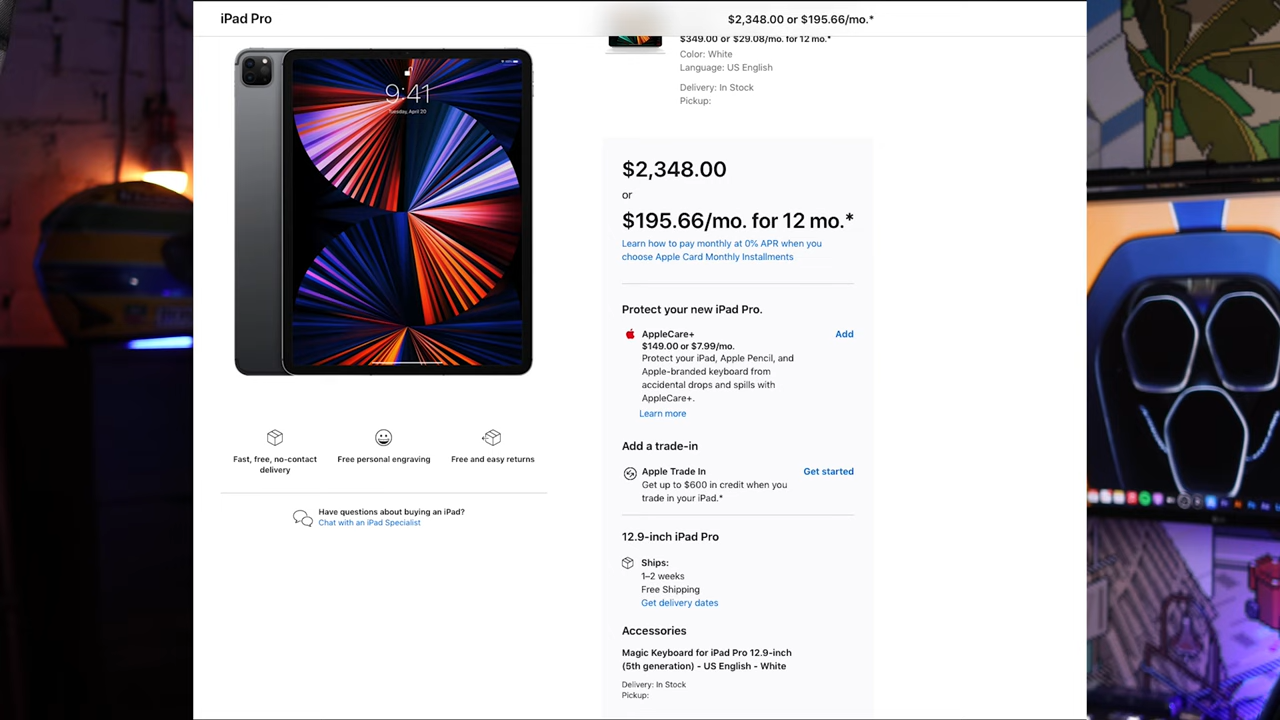 iPad Pro
$2,348.00 or $195.66/mo.*
$349.00 or $29.08/mo. for 12 mo.*
Color: White
Language: US English
Delivery: In Stock
Pickup:
9:41
Tuesday, April 20
$2,348.00
or
$195.66/mo. for 12 mo.*
Learn how to pay monthly at 0% APR when you
choose Apple Card Monthly Installments
Protect your new iPad Pro.
AppleCare+
Add
$149.00 or $7.99/mo.
Protect your iPad, Apple Pencil, and
Apple-branded keyboard from
accidental drops and spills with
AppleCare+.
Learn more
Fast, free, no-contact
delivery
Free personal engraving
Free and easy returns
Add a trade-in
Apple Trade In
Get started
Get up to $600 in credit when you
trade in your iPad.*
Have questions about buying an iPad?
Chat with an iPad Specialist
12.9-inch iPad Pro
Ships:
1–2 weeks
Free Shipping
Get delivery dates
Accessories
Magic Keyboard for iPad Pro 12.9-inch
(5th generation) - US English - White
Delivery: In Stock
Pickup: